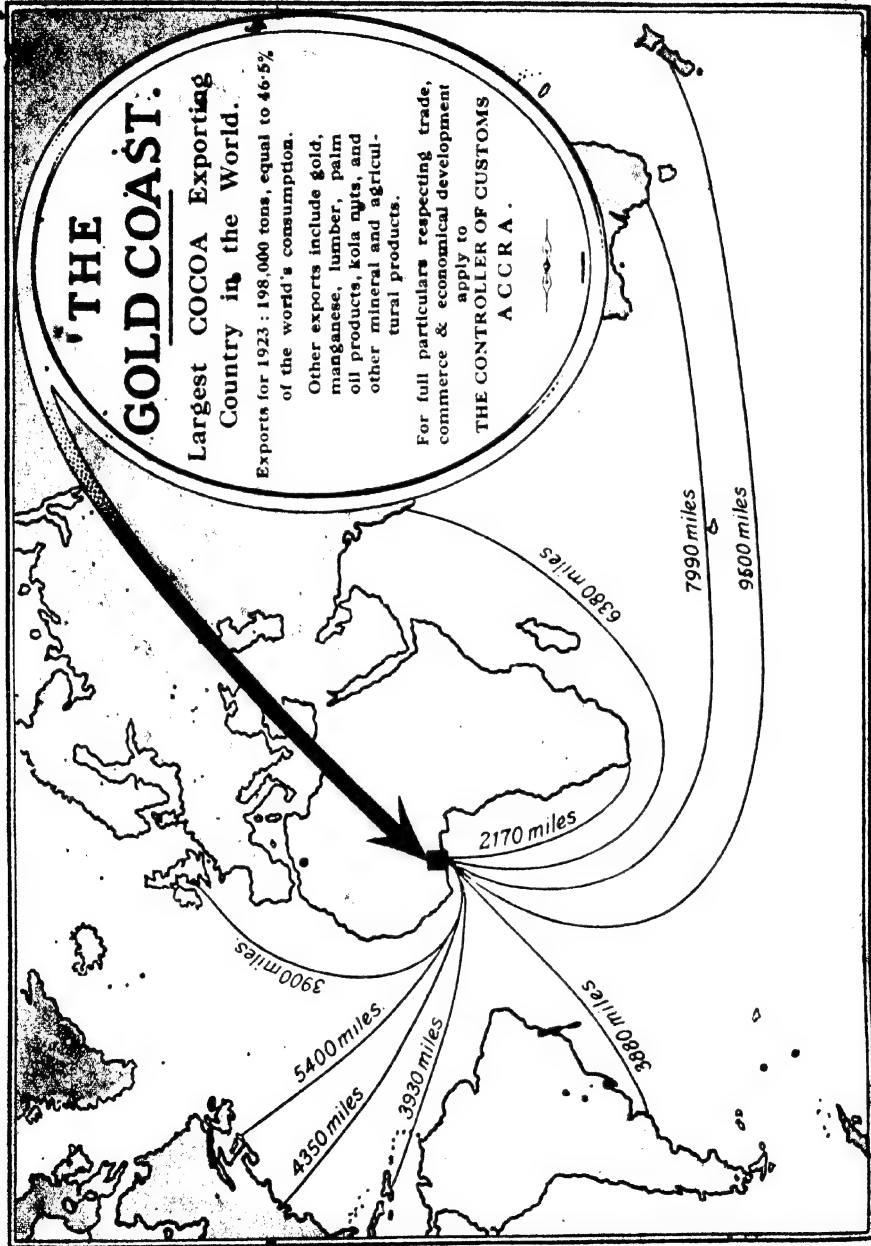 THE
GOLD COAST.
Largest COCOA Exporting
Country in the World.
Exports for 1923 : 198,000 tons, equal to 46·5%
of the world's consumption.
Other exports include gold,
manganese, lumber, palm
oil products, kola nuts, and
other mineral and agricul-
tural products.
For full particulars respecting trade,
commerce & economical development
apply to
THE CONTROLLER OF CUSTOMS
ACCRA.
3900 miles.
5400 miles.
4350 miles
3930 miles
3880 miles
2170 miles
6380 miles
7990 miles
miles